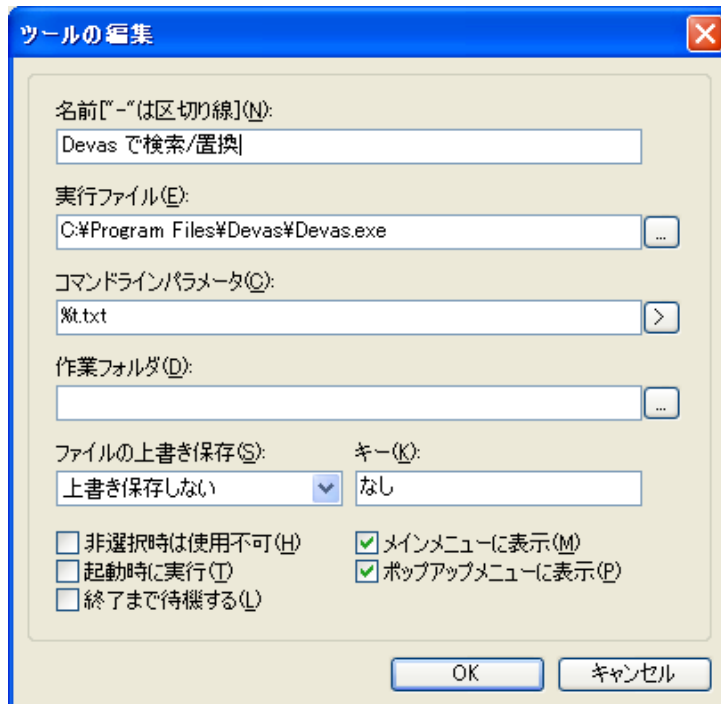 ツールの編集
名前["-"は区切り線](N):
Devas で検索/置換
実行ファイル(E):
C:¥Program Files¥Devas¥Devas.exe
...
コマンドラインパラメータ(C):
%t.txt
>
作業フォルダ(D):
...
ファイルの上書き保存(S): キー(K):
上書き保存しない なし
非選択時は使用不可(H) メインメニューに表示(M)
起動時に実行(T) ポップアップメニューに表示(P)
終了まで待機する(L)
OK キャンセル